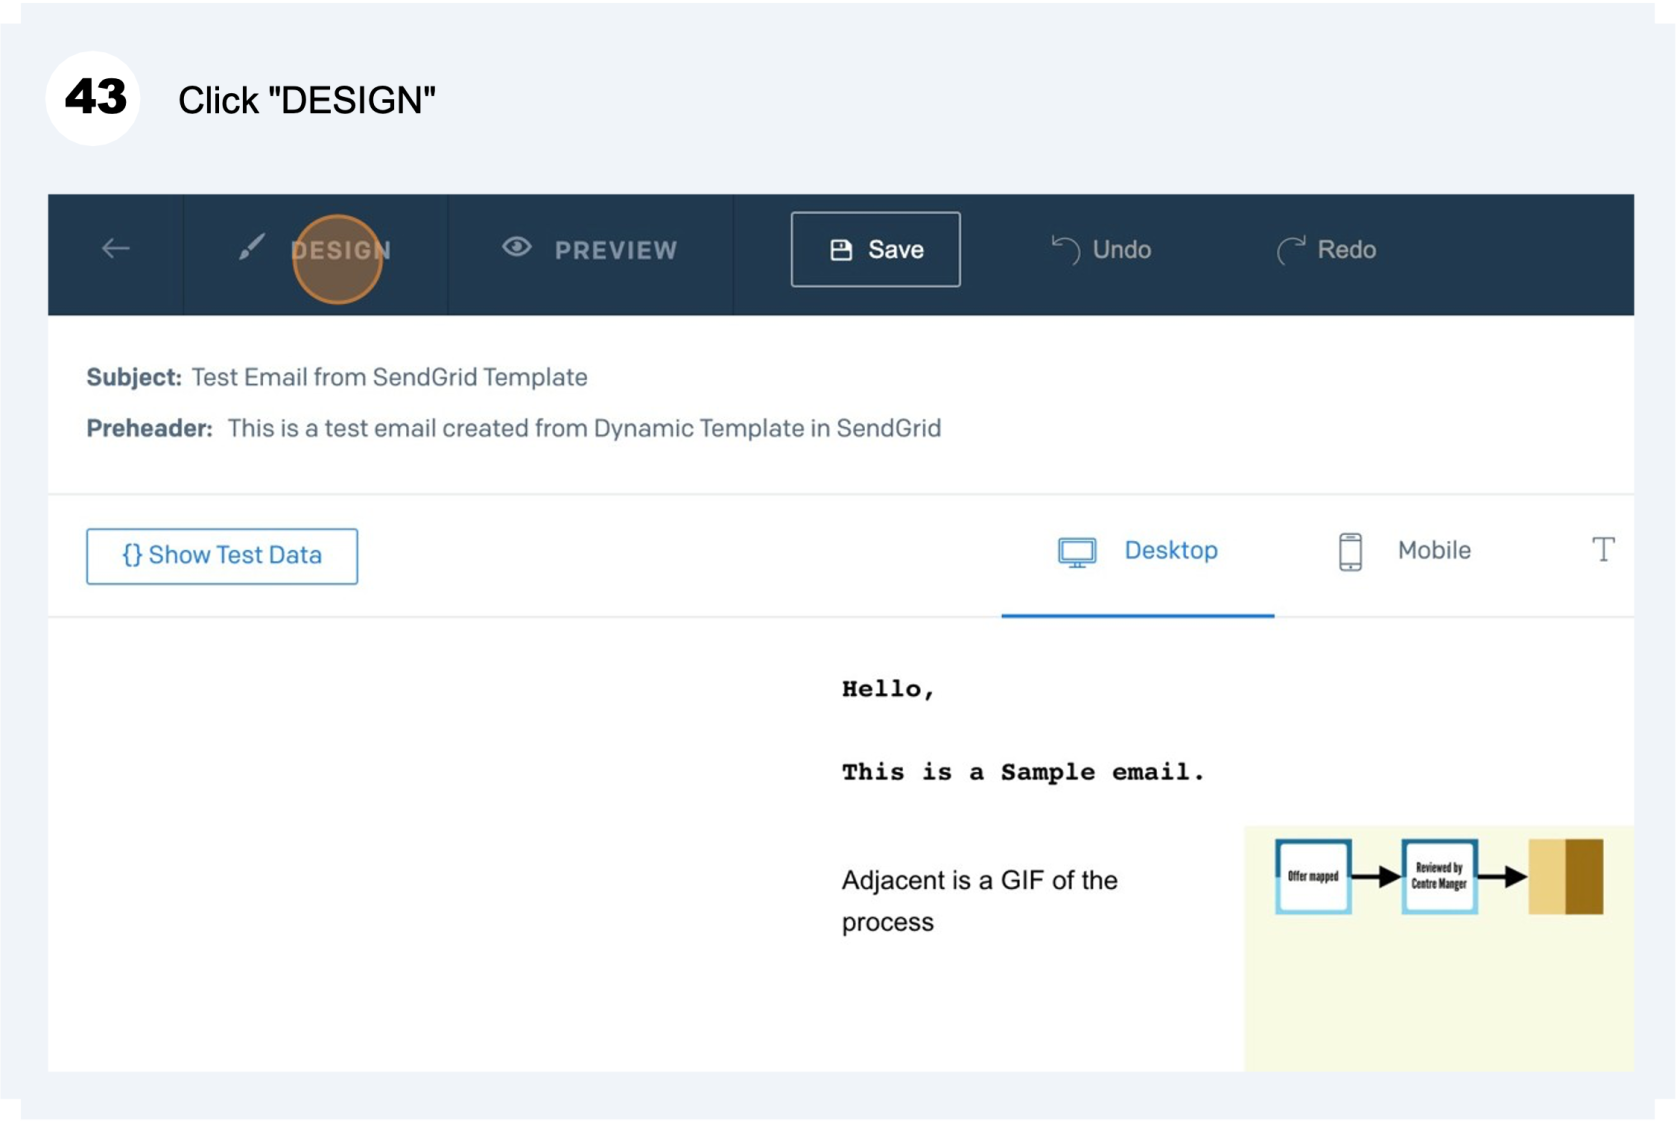 43 Click "DESIGN"
DESIGN PREVIEW Save Undo Redo
Subject: Test Email from SendGrid Template
Preheader: This is a test email created from Dynamic Template in SendGrid
{} Show Test Data Desktop Mobile T
Hello,
This is a Sample email.
Adjacent is a GIF of the
process
Offer mapped
Reviewed by
Centre Manger